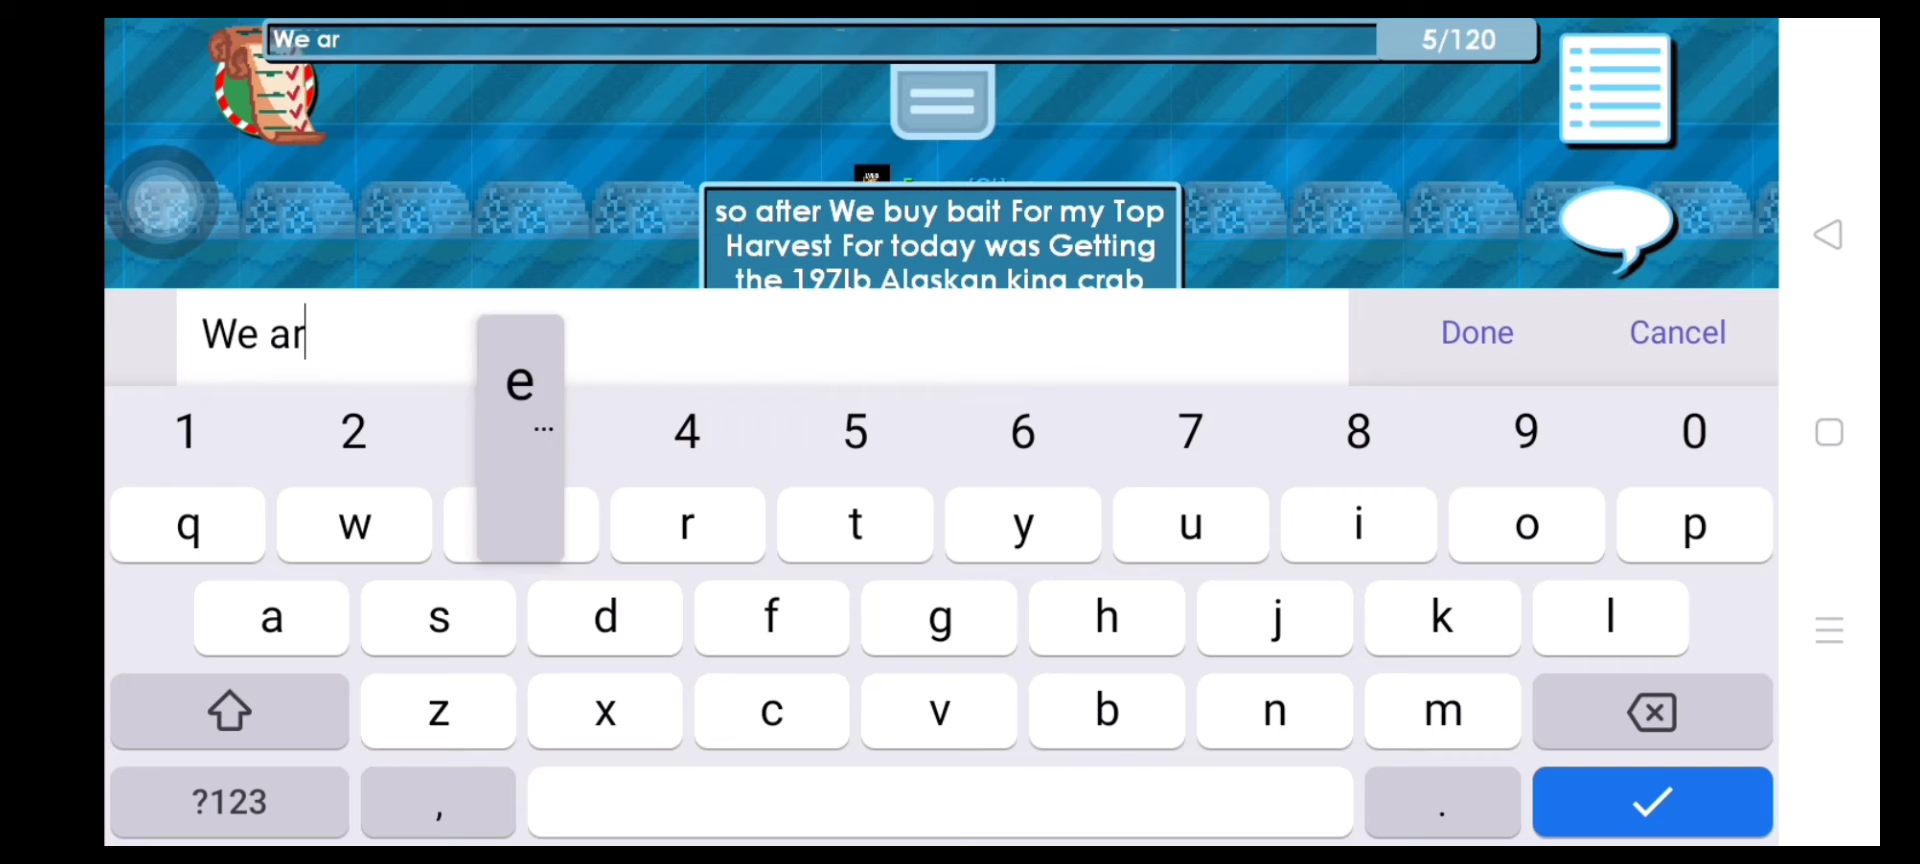 We ar
5/120
so after We buy bait For my Top
Harvest For today was Getting
the 197lb Alaskan king crab
We ar
Done
Cancel
e
...
1 2 4 5 6 7 8 9 0
q w r t y u i o p
a s d f g h j k l
z x c v b n m
?123 , .